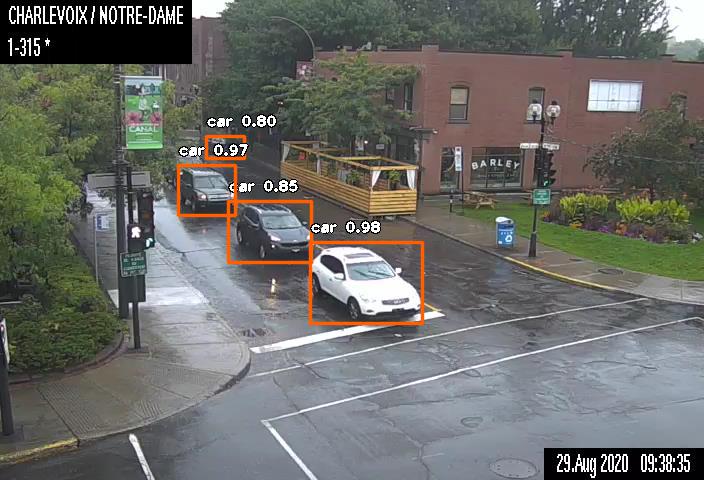 CHARLEVOIX / NOTRE-DAME
1-315 *
car 0.80
car 0.97
car 0.85
car 0.98
CANAL
BARLEY
29.Aug 2020 09:38:35